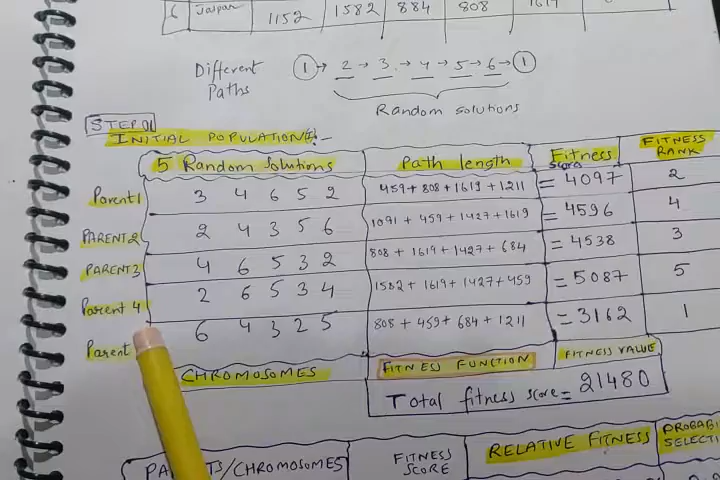 6 Jaipur 1152 1582 884 808 1619
Different Paths 1 → 2 → 3 → 4 → 5 → 6 → 1
Random solutions
STEP 01
INITIAL POPULATION:-
5 Random Solutions Path length Fitness Score FITNESS RANK
Parent 1 3 4 6 5 2 459 + 808 + 1619 + 1211 = 4097 2
PARENT 2 2 4 3 5 6 1091 + 459 + 1427 + 1619 = 4596 4
PARENT 3 4 6 5 3 2 808 + 1619 + 1427 + 684 = 4538 3
Parent 4 2 6 5 3 4 1582 + 1619 + 1427 + 459 = 5087 5
Parent 6 4 3 2 5 808 + 459 + 684 + 1211 = 3162 1
CHROMOSOMES FITNESS FUNCTION FITNESS VALUE
Total fitness score = 21480
PARENTS/CHROMOSOMES FITNESS SCORE RELATIVE FITNESS